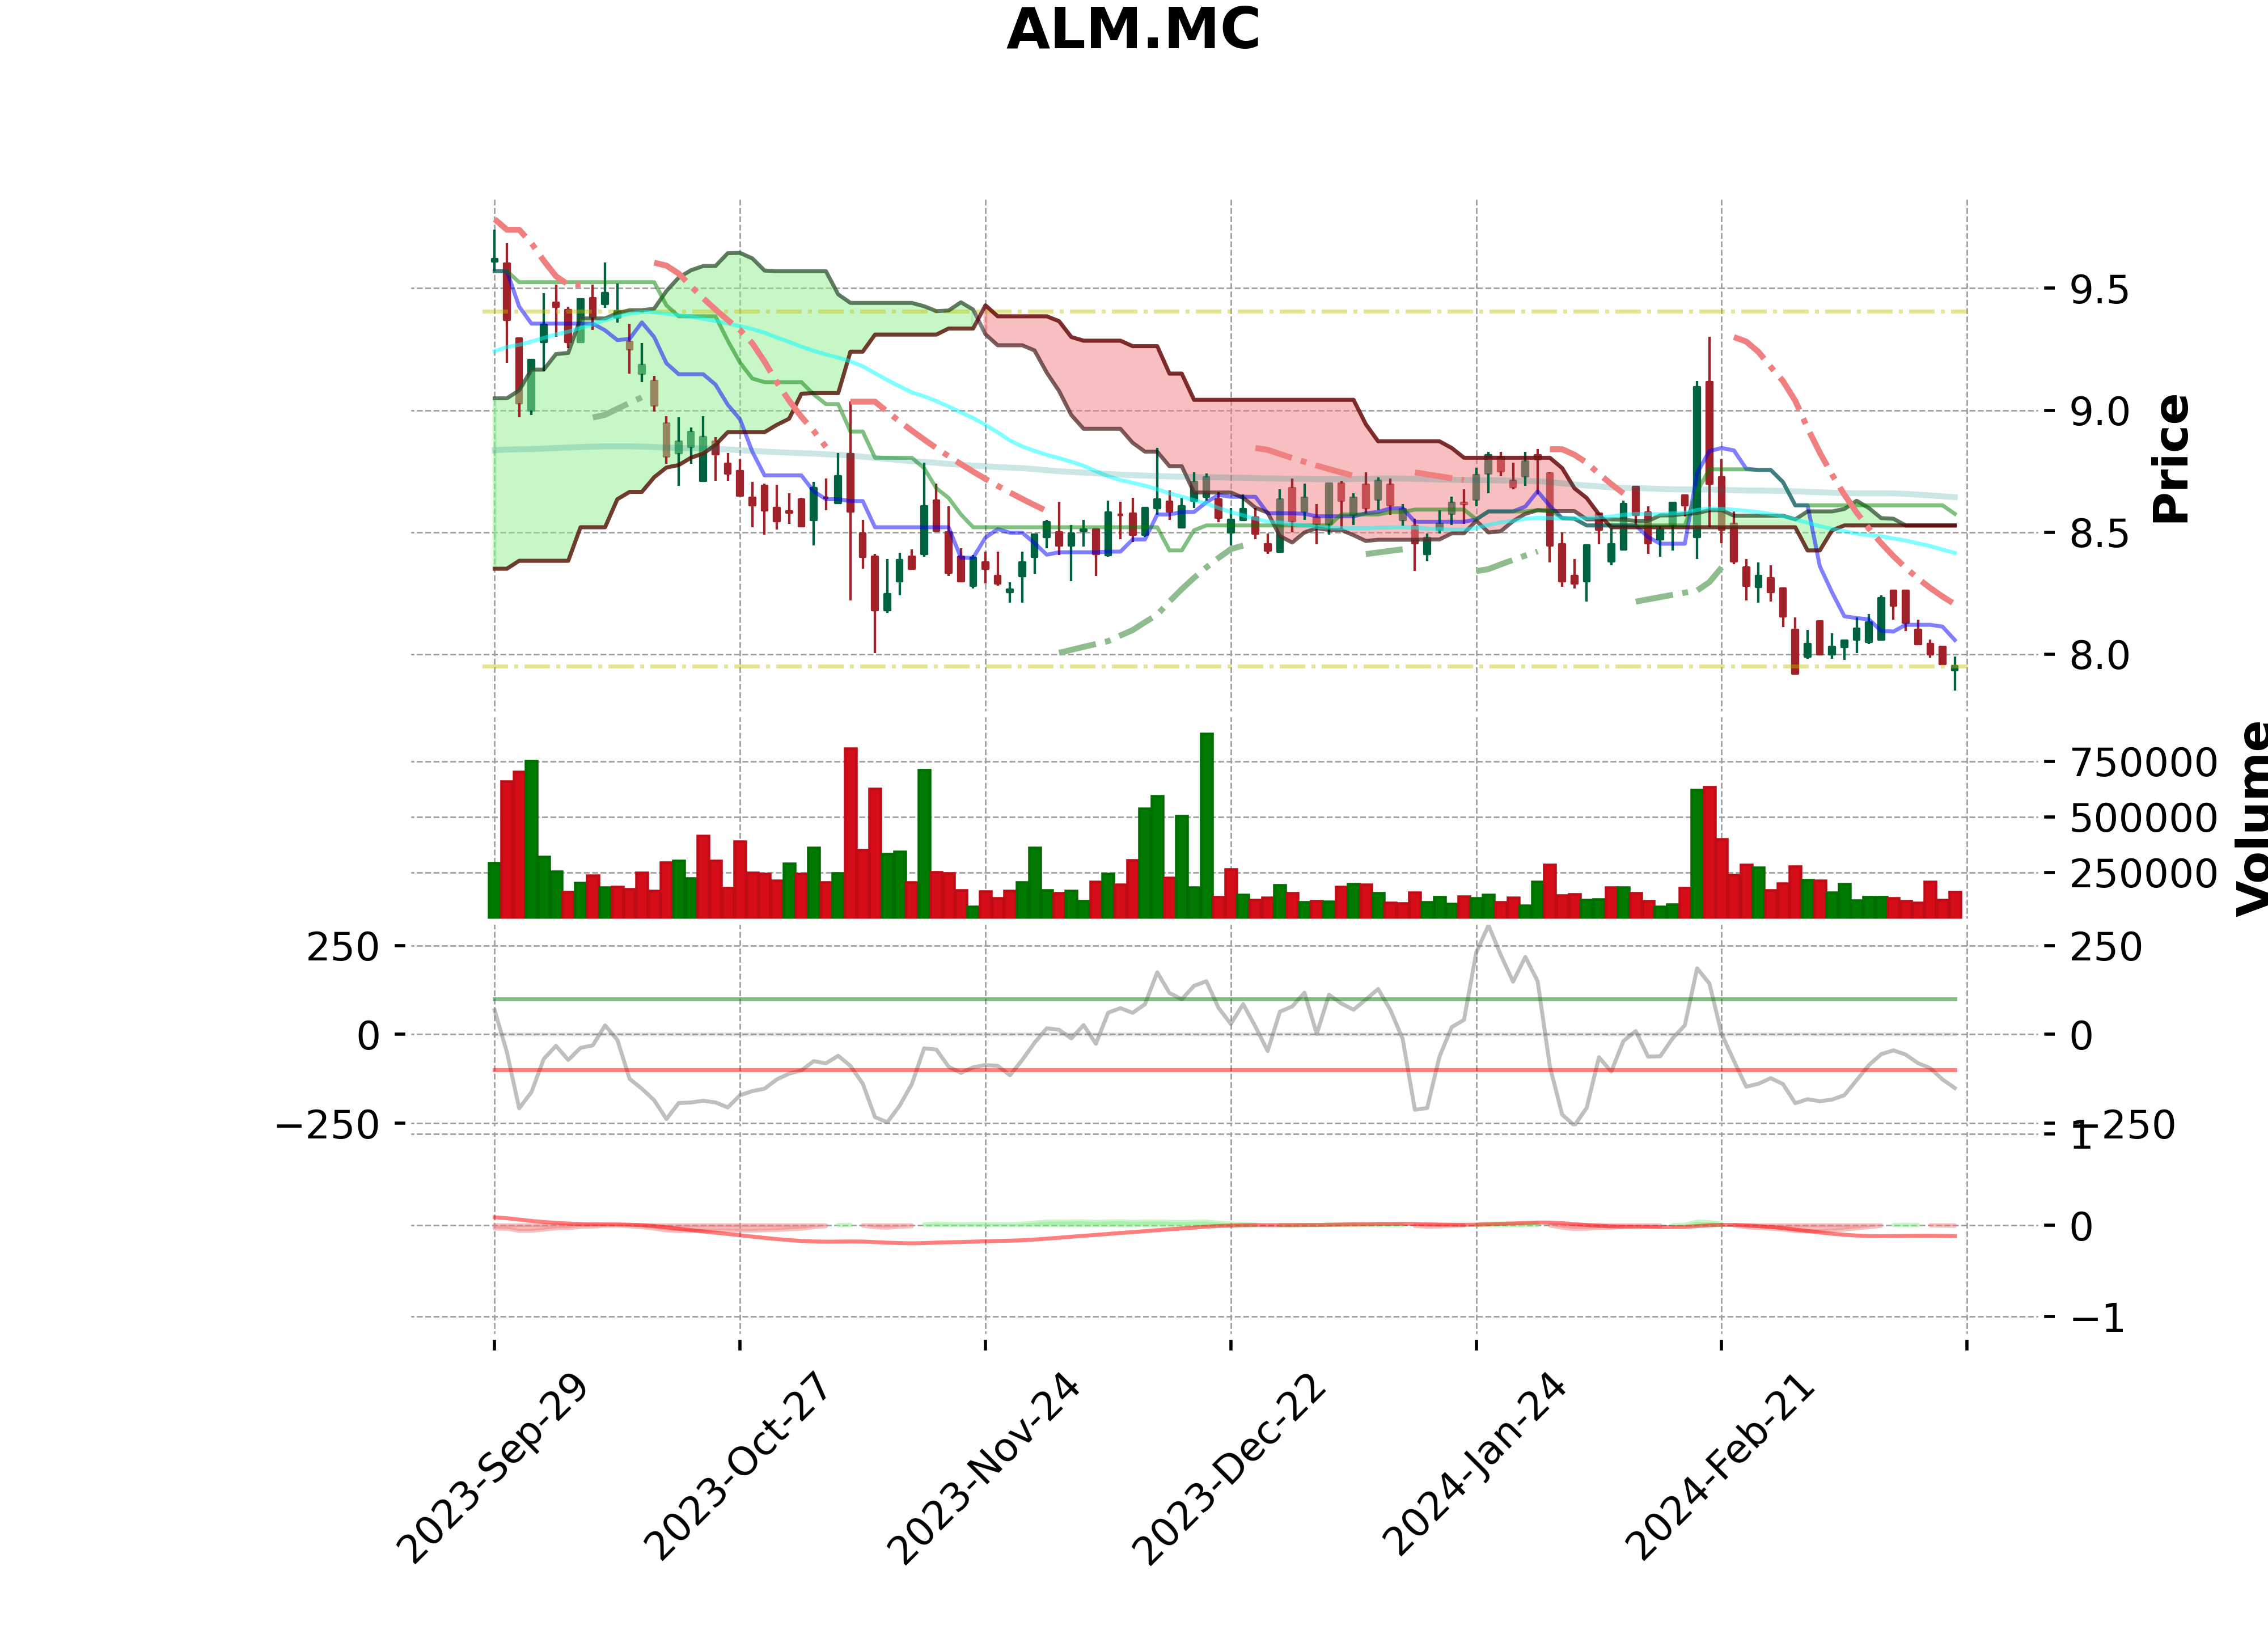 ALM.MC
9.5
9.0
8.5
8.0
Price
750000
500000
250000
Volume
250
0
−250
250
0
−250
1
0
−1
2023-Sep-29
2023-Oct-27
2023-Nov-24
2023-Dec-22
2024-Jan-24
2024-Feb-21